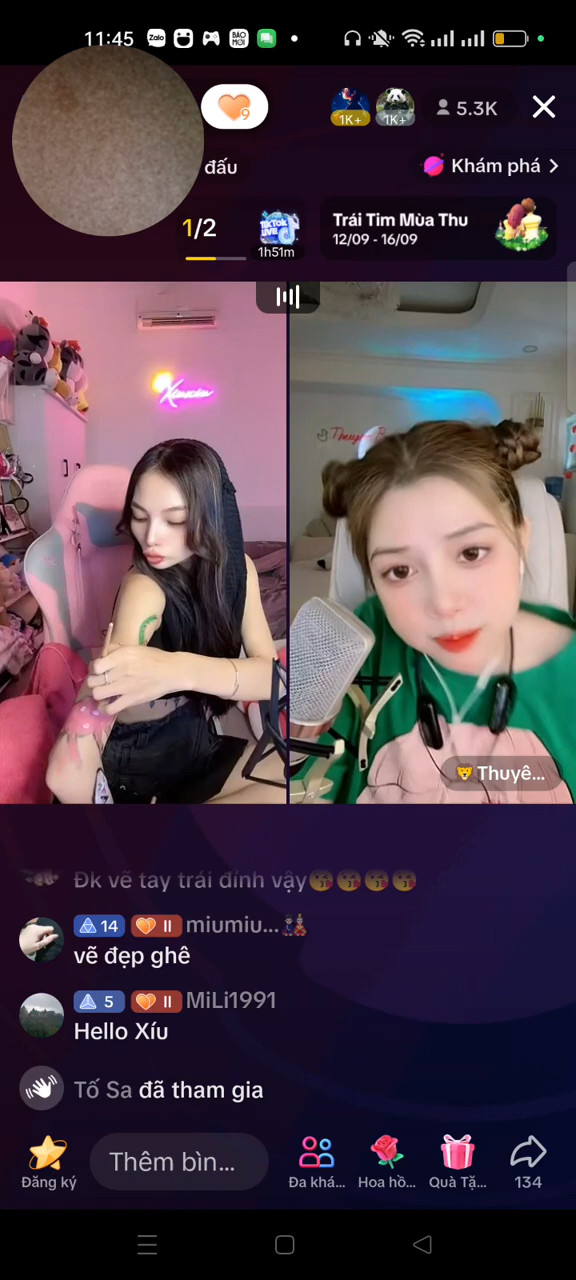 11:45
Zalo
BÁO MỚI
9
1K+
1K+
5.3K
đấu
Khám phá
1/2
TIKTOK LIVE
1h51m
Trái Tim Mùa Thu
12/09 - 16/09
Thuyê...
Đk vẽ tay trái đỉnh vậy😘😘😘😘
14 II miumiu...
vẽ đẹp ghê
5 II MiLi1991
Hello Xíu
Tố Sa đã tham gia
Thêm bìn...
Đăng ký
Đa khá...
Hoa hồ...
Quà Tặ...
134